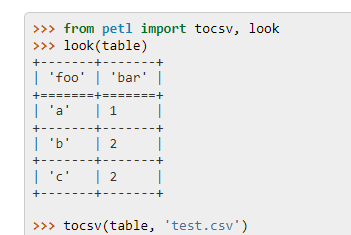 >>> from petl import tocsv, look
>>> look(table)
+-------+-------+
| 'foo' | 'bar' |
+=======+=======+
| 'a'   | 1     |
+-------+-------+
| 'b'   | 2     |
+-------+-------+
| 'c'   | 2     |
+-------+-------+
>>> tocsv(table, 'test.csv')